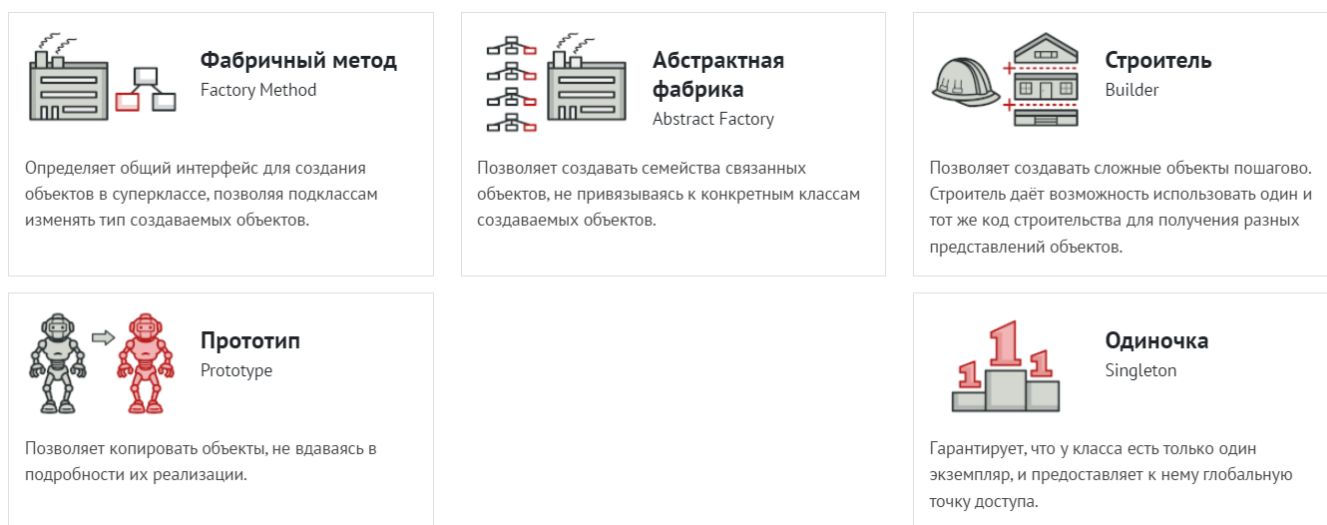 Фабричный метод
Factory Method
Определяет общий интерфейс для создания
объектов в суперклассе, позволяя подклассам
изменять тип создаваемых объектов.
Абстрактная
фабрика
Abstract Factory
Позволяет создавать семейства связанных
объектов, не привязываясь к конкретным классам
создаваемых объектов.
Строитель
Builder
Позволяет создавать сложные объекты пошагово.
Строитель даёт возможность использовать один и
тот же код строительства для получения разных
представлений объектов.
Прототип
Prototype
Позволяет копировать объекты, не вдаваясь в
подробности их реализации.
1
1
1
Одиночка
Singleton
Гарантирует, что у класса есть только один
экземпляр, и предоставляет к нему глобальную
точку доступа.